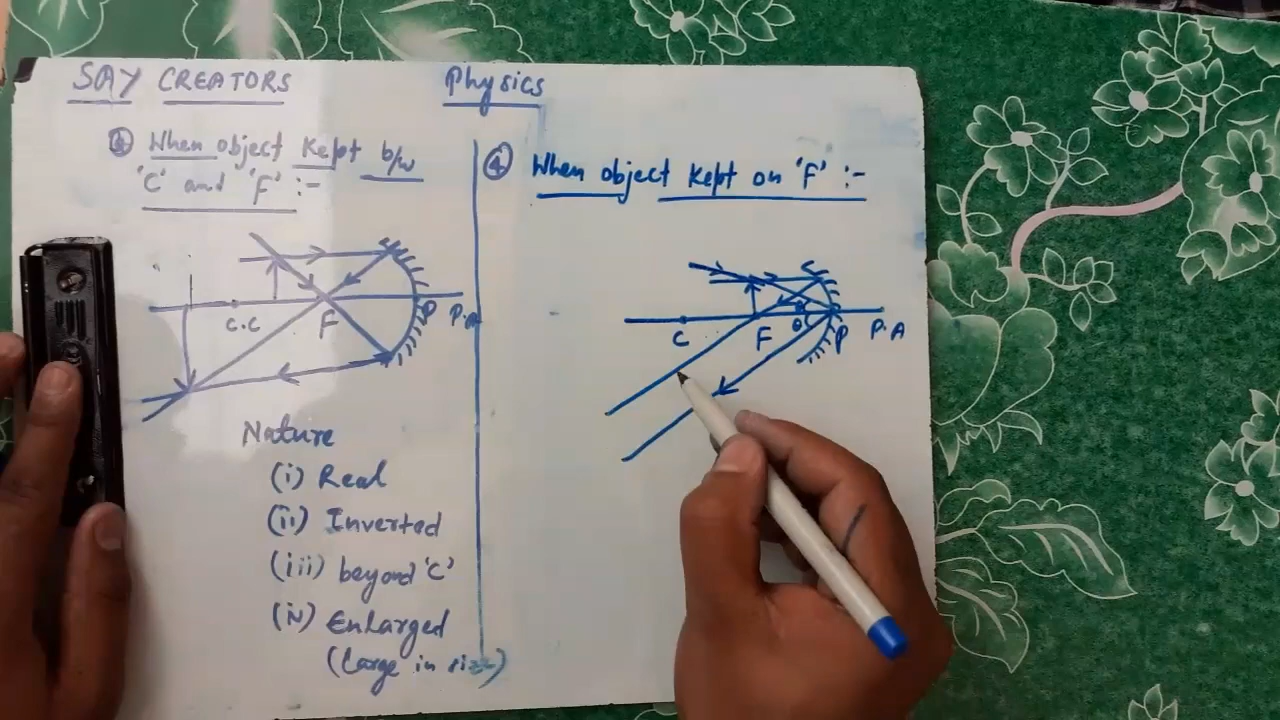 SAY CREATORS
Physics
③ When object kept b/w
'C' and 'F' :-
C.C
F
P
P.A
Nature
(i) Real
(ii) Inverted
(iii) beyond 'C'
(iv) Enlarged
(large in size)
④ When object kept on 'F' :-
C
F
θ
θ
P
P.A